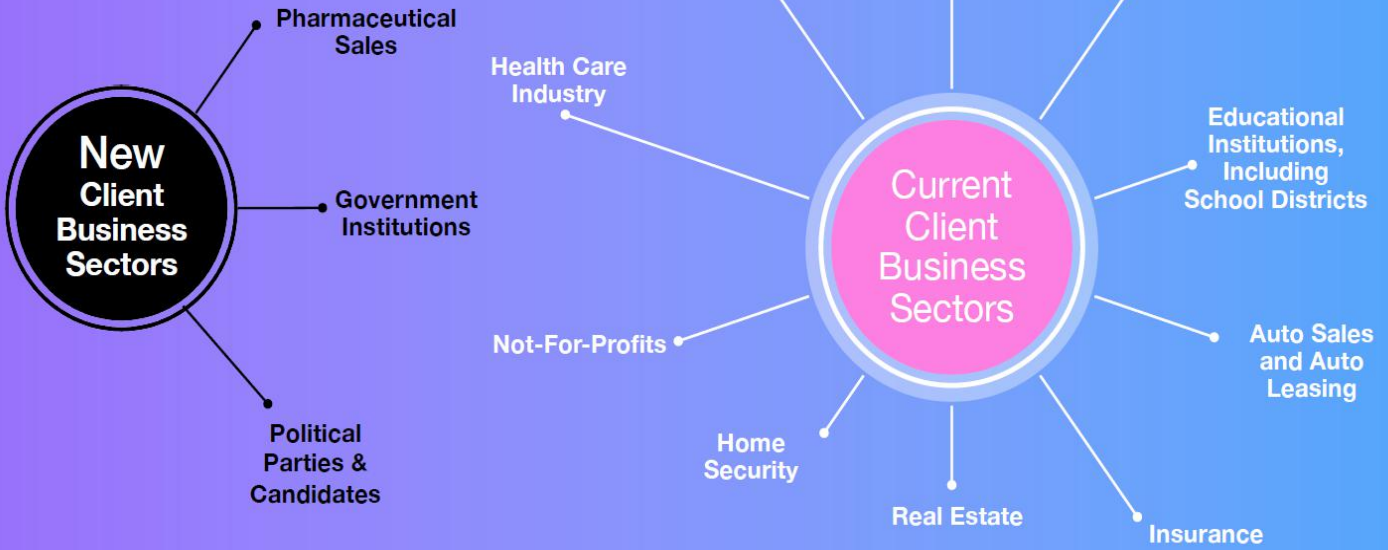 Pharmaceutical
Sales
New
Client
Business
Sectors
Government
Institutions
Political
Parties &
Candidates
Health Care
Industry
Current
Client
Business
Sectors
Educational
Institutions,
Including
School Districts
Not-For-Profits
Auto Sales
and Auto
Leasing
Home
Security
Real Estate
Insurance